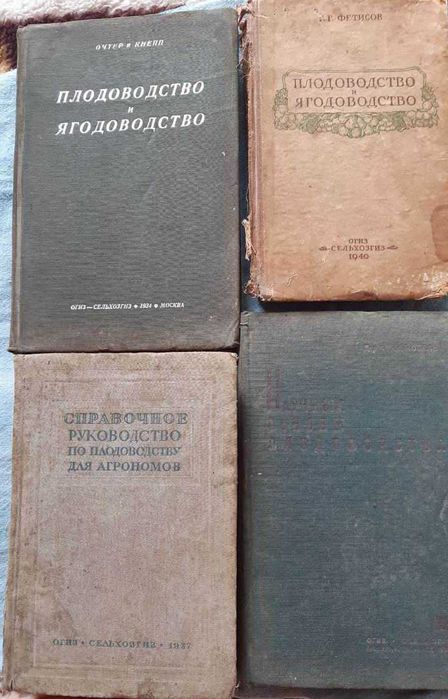 ОЧТЕР и КНЕПП
ПЛОДОВОДСТВО
и
ЯГОДОВОДСТВО
ОГИЗ—СЕЛЬХОЗГИЗ • 1934 • МОСКВА
Г. ФЕТИСОВ
ПЛОДОВОДСТВО
И
ЯГОДОВОДСТВО
ОГИЗ
СЕЛЬХОЗГИЗ
1940
СПРАВОЧНОЕ
РУКОВОДСТВО
ПО ПЛОДОВОДСТВУ
ДЛЯ АГРОНОМОВ
ОГИЗ • СЕЛЬХОЗГИЗ • 1937
ОГИЗ